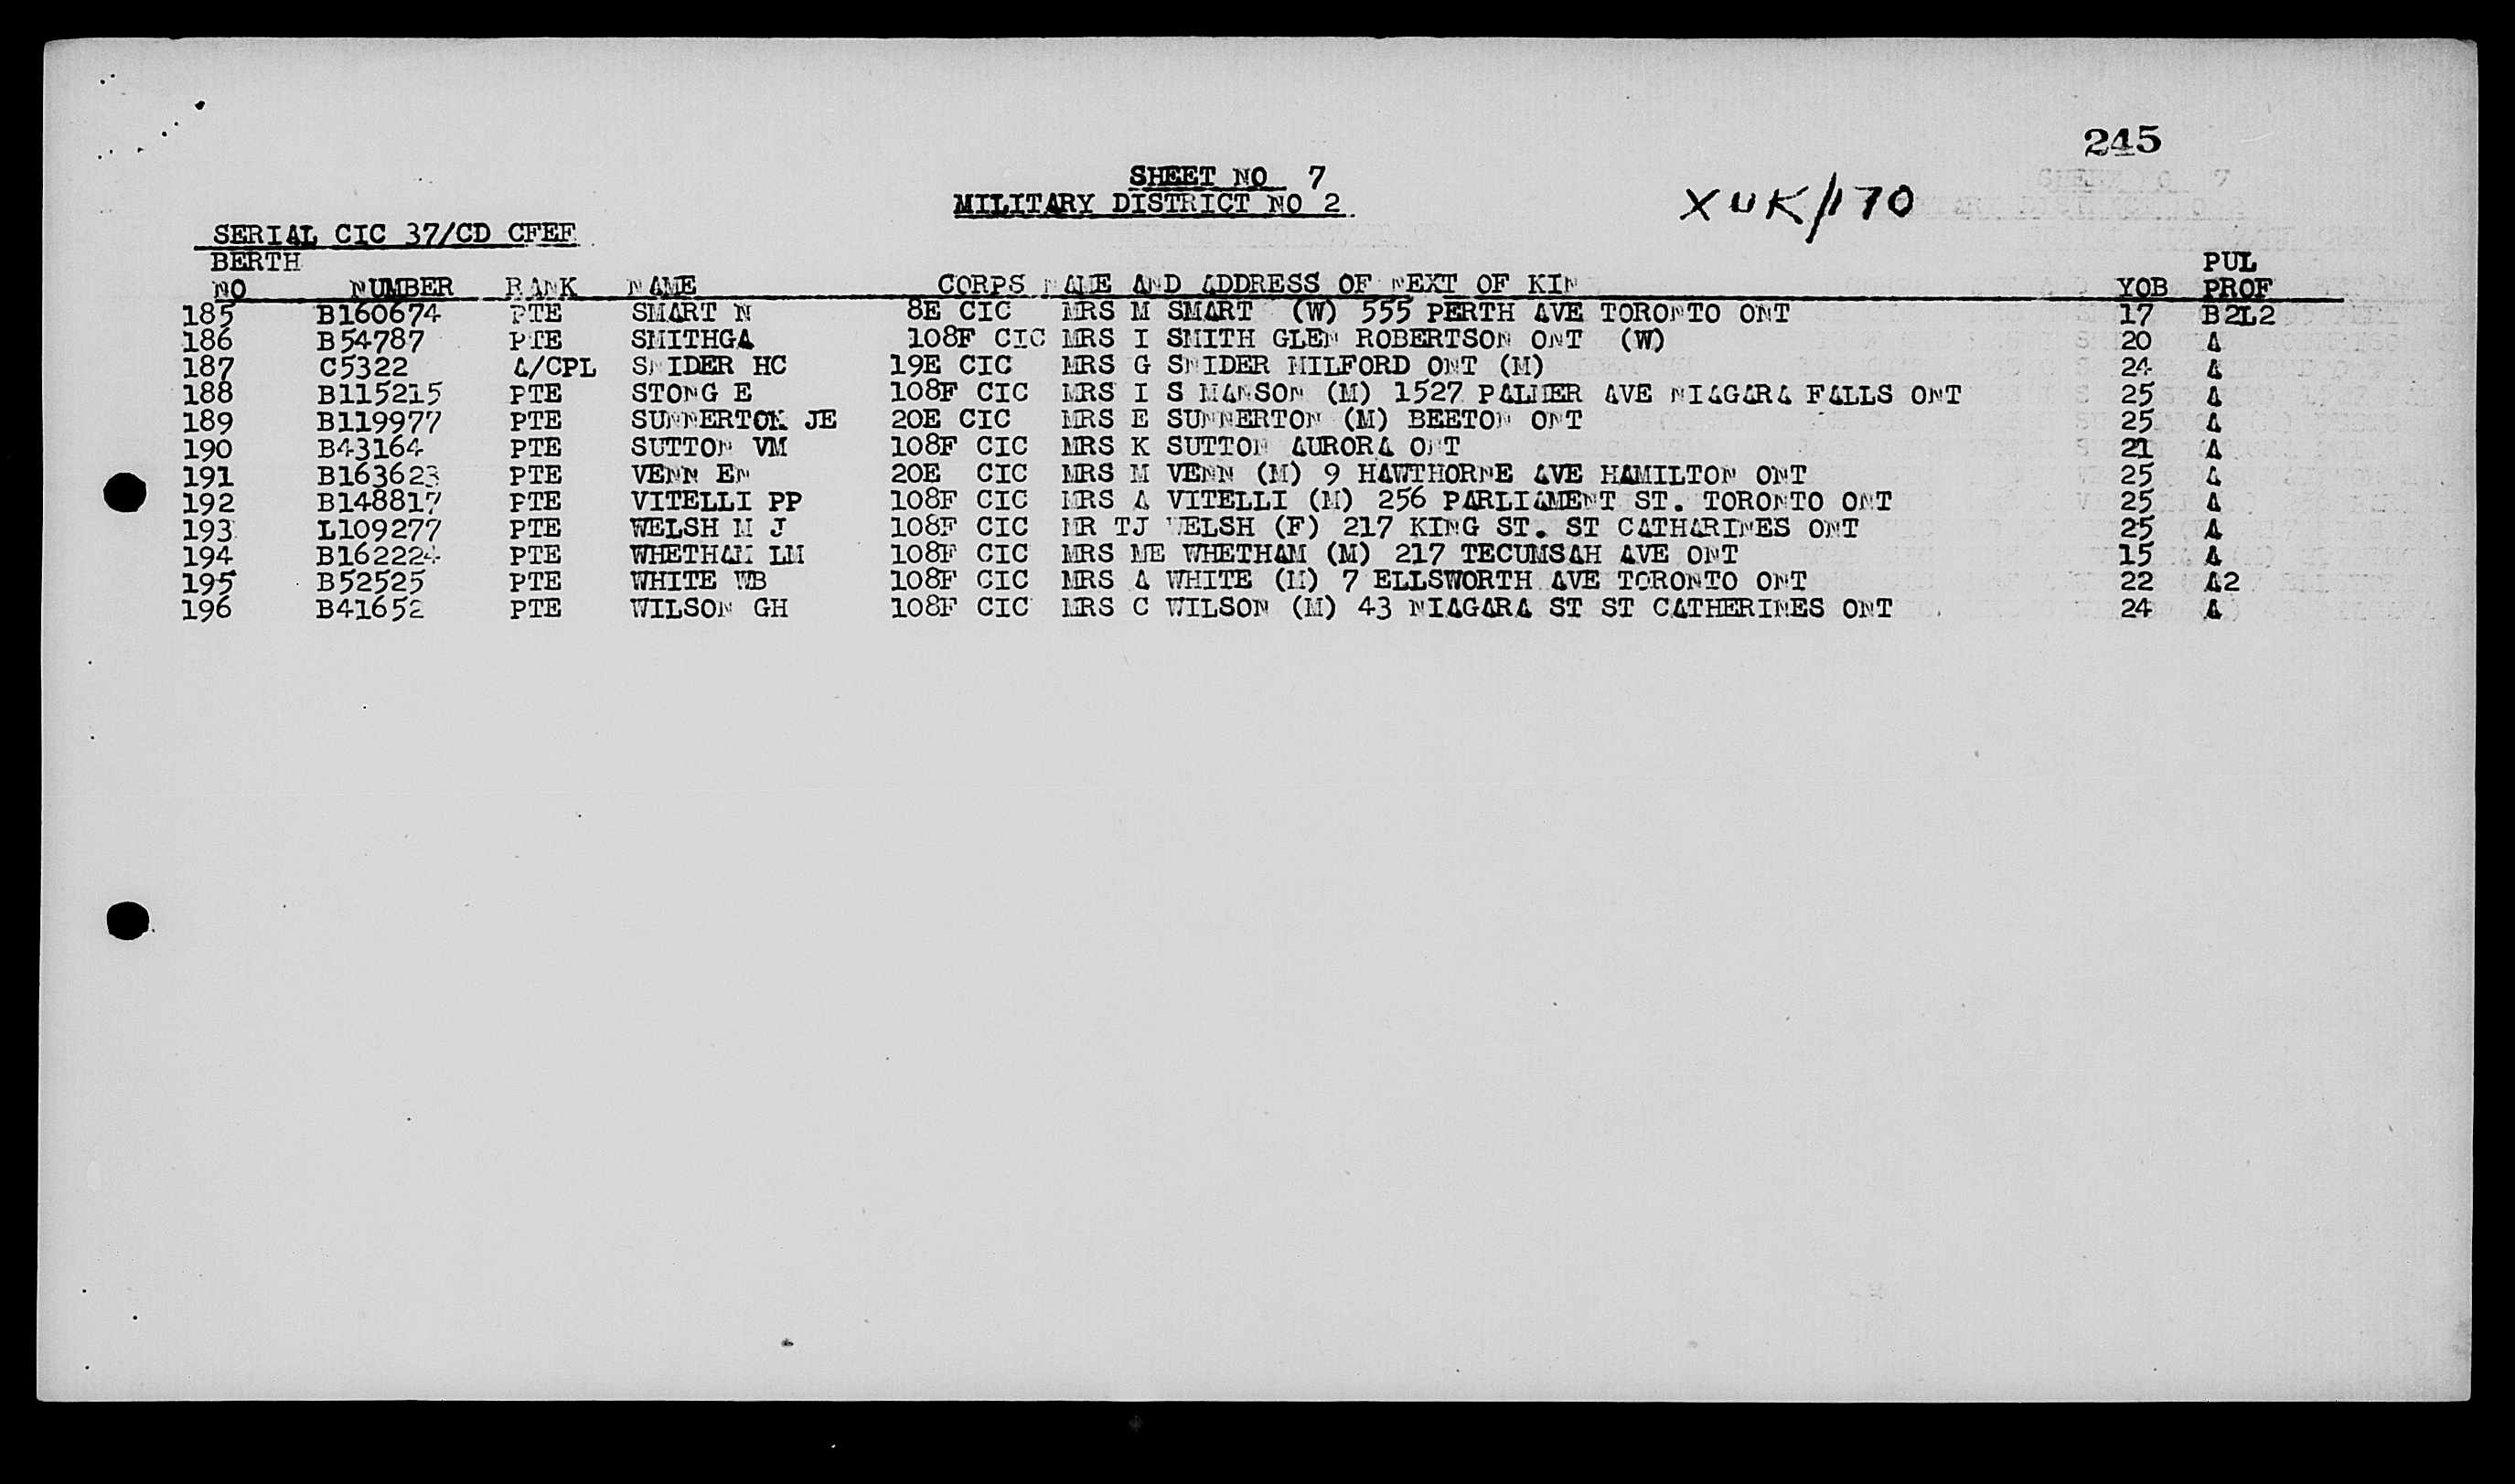 245
SHEET NO 7
MILITARY DISTRICT NO 2.
XUK/170
SERIAL CIC 37/CD CFEF
BERTH PUL
NO NUMBER RANK NAME CORPS NAME AND ADDRESS OF NEXT OF KIN YOB PROF
185 B160674 PTE SMART N 8E CIC MRS M SMART (W) 555 PERTH AVE TORONTO ONT 17 B2L2
186 B54787 PTE SMITHGA 108F CIC MRS I SMITH GLEN ROBERTSON ONT (W) 20 A
187 C5322 A/CPL SNIDER HC 19E CIC MRS G SNIDER MILFORD ONT (M) 24 A
188 B115215 PTE STONG E 108F CIC MRS I S MANSON (M) 1527 PALMER AVE NIAGARA FALLS ONT 25 A
189 B119977 PTE SUNNERTON JE 20E CIC MRS E SUNNERTON (M) BEETON ONT 25 A
190 B43164 PTE SUTTON VM 108F CIC MRS K SUTTON AURORA ONT 21 A
191 B163623 PTE VENN EN 20E CIC MRS M VENN (M) 9 HAWTHORNE AVE HAMILTON ONT 25 A
192 B148817 PTE VITELLI PP 108F CIC MRS A VITELLI (M) 256 PARLIAMENT ST. TORONTO ONT 25 A
193 L109277 PTE WELSH M J 108F CIC MR TJ WELSH (F) 217 KING ST. ST CATHARINES ONT 25 A
194 B162224 PTE WHETHAM LM 108F CIC MRS ME WHETHAM (M) 217 TECUMSAH AVE ONT 15 A
195 B52525 PTE WHITE WB 108F CIC MRS A WHITE (M) 7 ELLSWORTH AVE TORONTO ONT 22 A2
196 B41652 PTE WILSON GH 108F CIC MRS C WILSON (M) 43 NIAGARA ST ST CATHERINES ONT 24 A